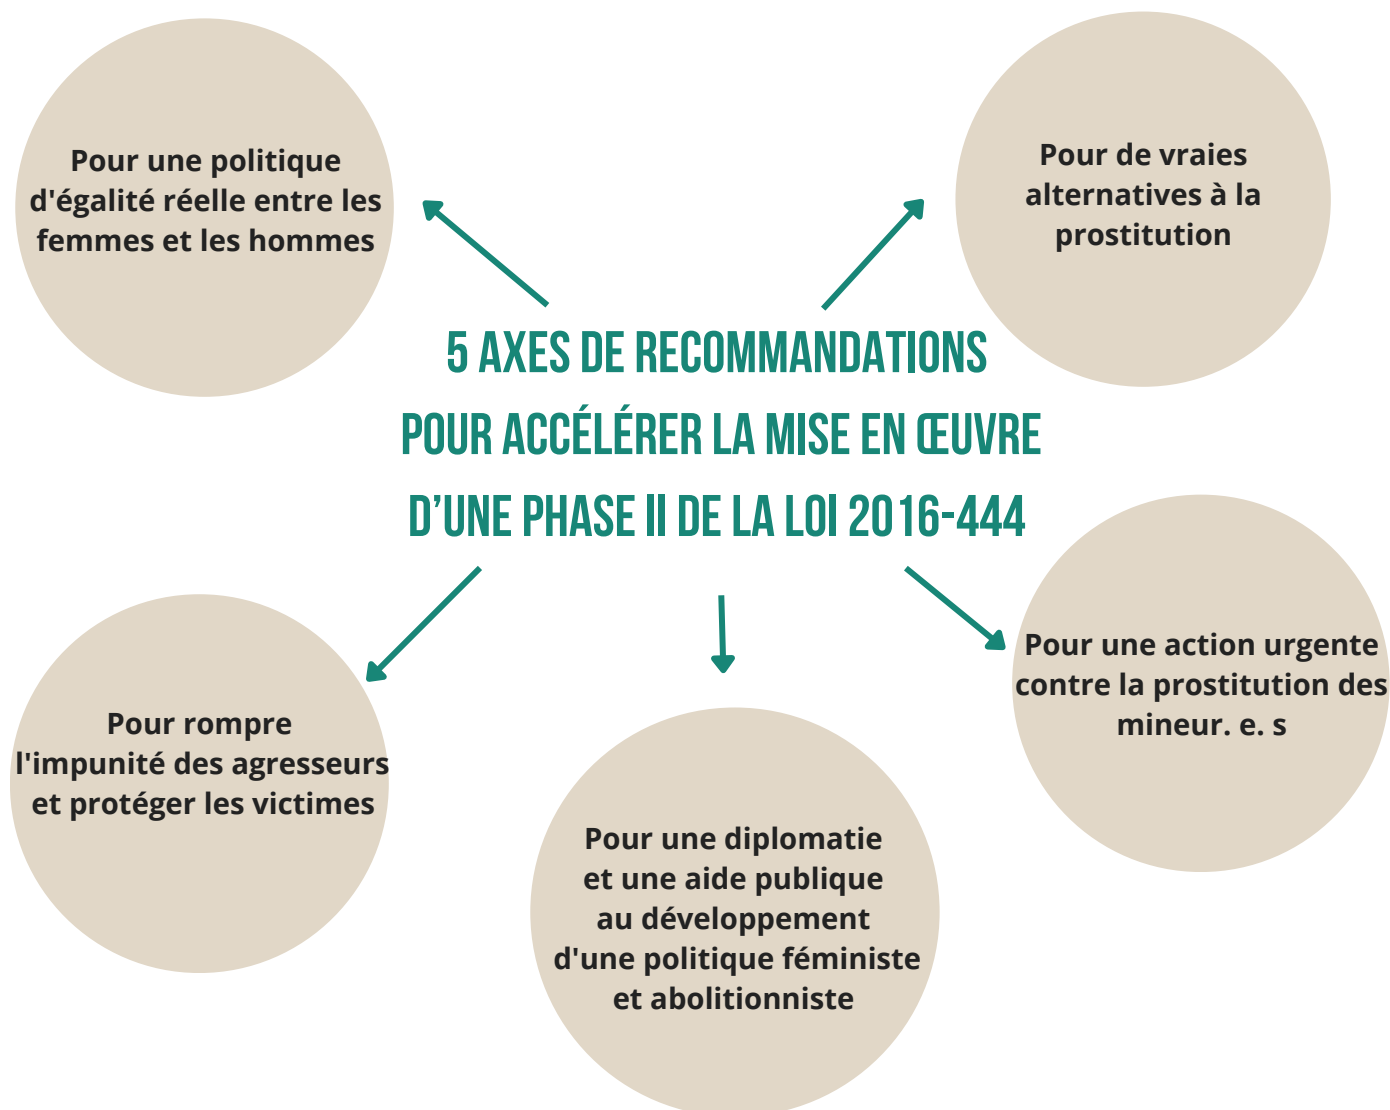 Pour une politique
d'égalité réelle entre les
femmes et les hommes
Pour de vraies
alternatives à la
prostitution
5 AXES DE RECOMMANDATIONS
POUR ACCÉLÉRER LA MISE EN ŒUVRE
D’UNE PHASE II DE LA LOI 2016-444
Pour rompre
l'impunité des agresseurs
et protéger les victimes
Pour une diplomatie
et une aide publique
au développement
d'une politique féministe
et abolitionniste
Pour une action urgente
contre la prostitution des
mineur. e. s